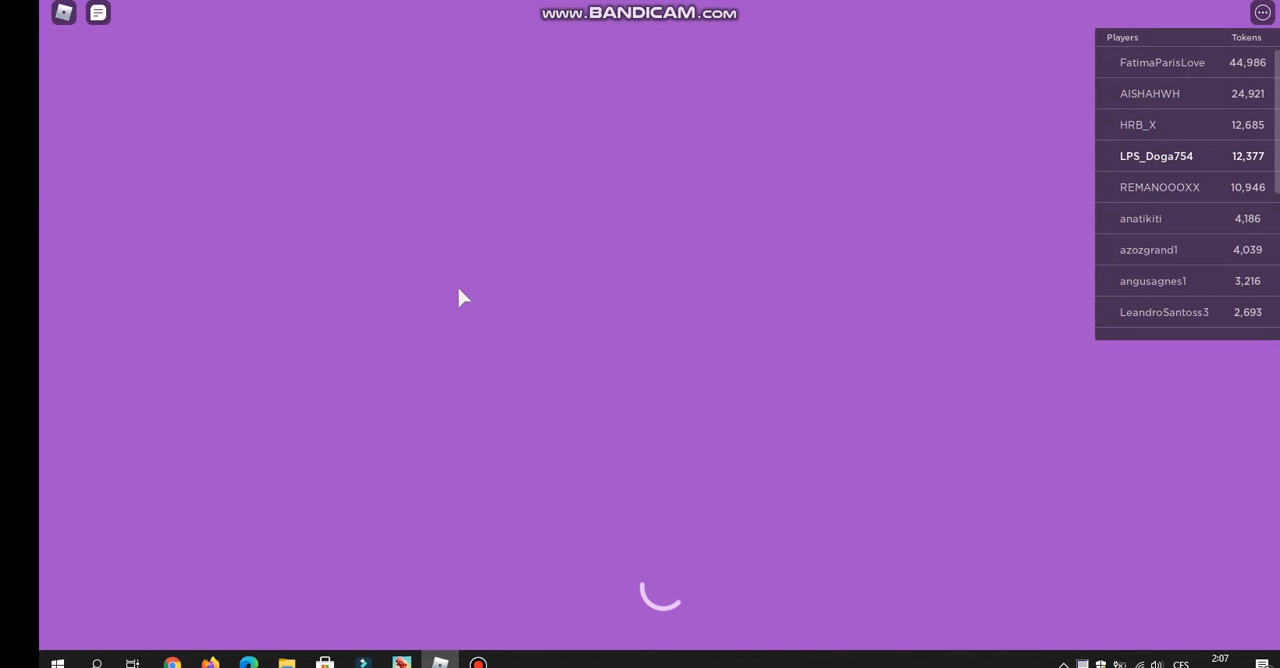 www.BANDICAM.com
Players Tokens
FatimaParisLove 44,986
AISHAHWH 24,921
HRB_X 12,685
LPS_Doga754 12,377
REMANOOOXX 10,946
anatikiti 4,186
azozgrand1 4,039
angusagnes1 3,216
LeandroSantoss3 2,693
CES 2:07